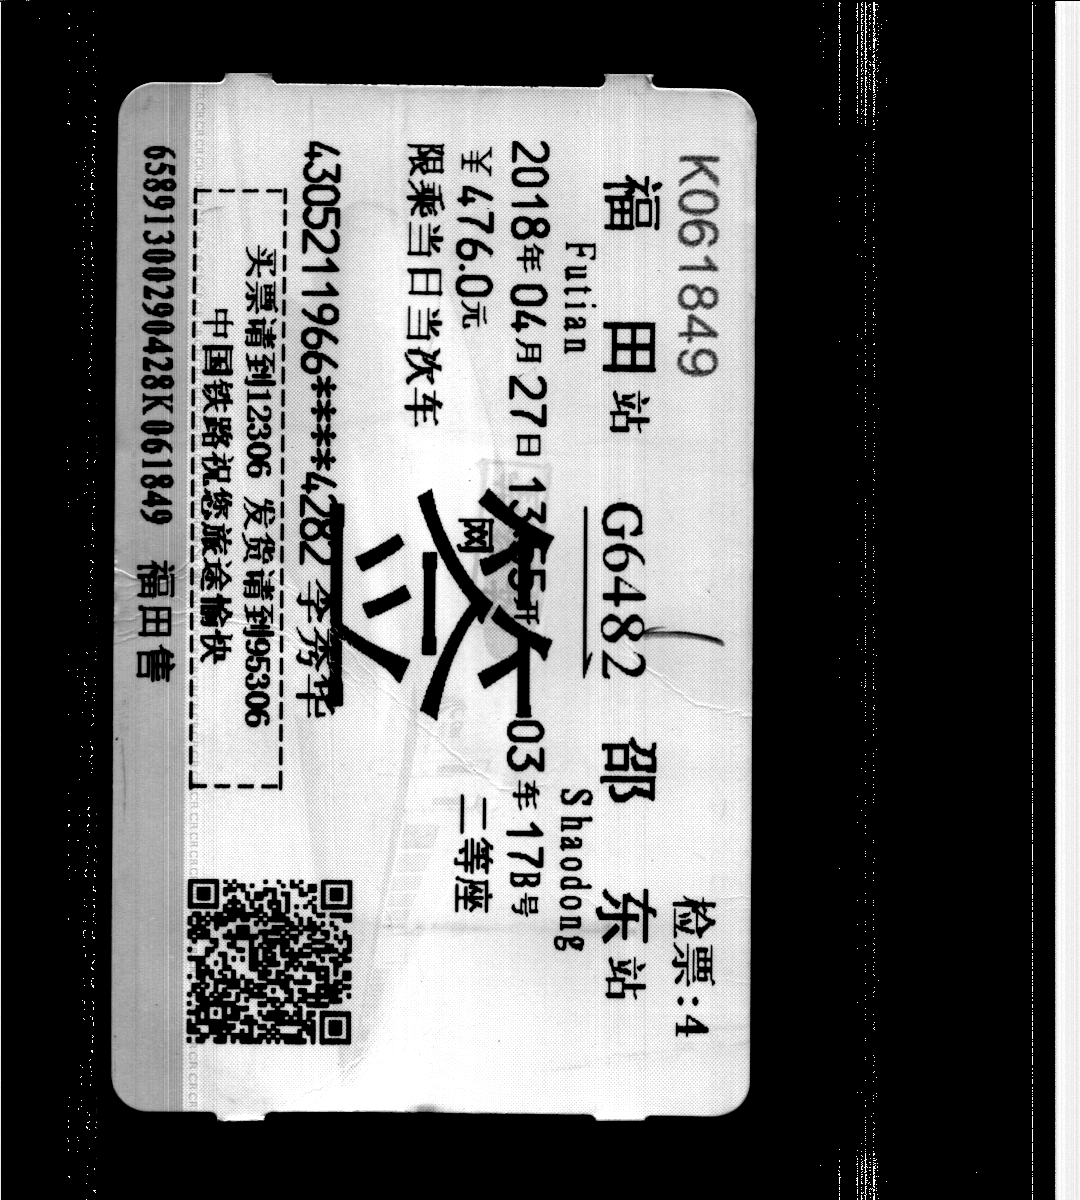 K061849 检票:4
福田站 G6482 邵东站
Futian Shaodong
2018年04月27日13:55开 03车17B号
￥476.0元 网 二等座
限乘当日当次车
签
4305211966****4282 李秀华
买票请到12306 发货请到95306
中国铁路祝您旅途愉快
65891300290428K061849 福田售